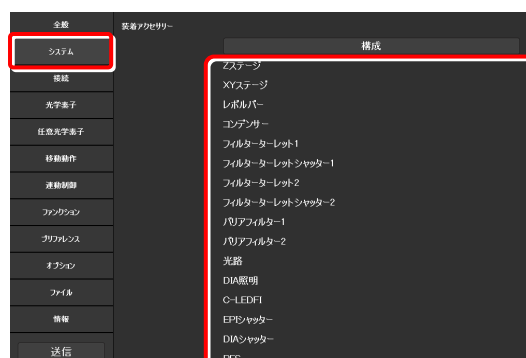 全般
システム
接続
光学素子
任意光学素子
移動動作
連動制御
ファンクション
プリファレンス
オプション
ファイル
情報
送信
装着アクセサリー
構成
Zステージ
XYステージ
レボルバー
コンデンサー
フィルターターレット1
フィルターターレットシャッター1
フィルターターレット2
フィルターターレットシャッター2
バリアフィルター1
バリアフィルター2
光路
DIA照明
C-LEDFI
EPIシャッター
DIAシャッター
PFS